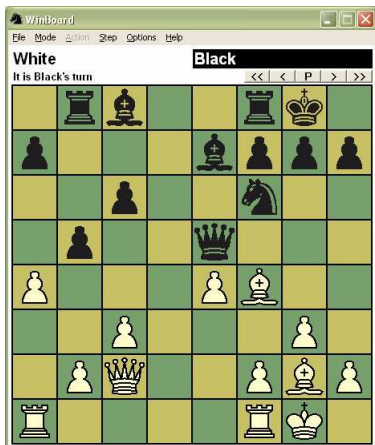 WinBoard
File Mode Action Step Options Help
White Black
It is Black's turn << < P > >>